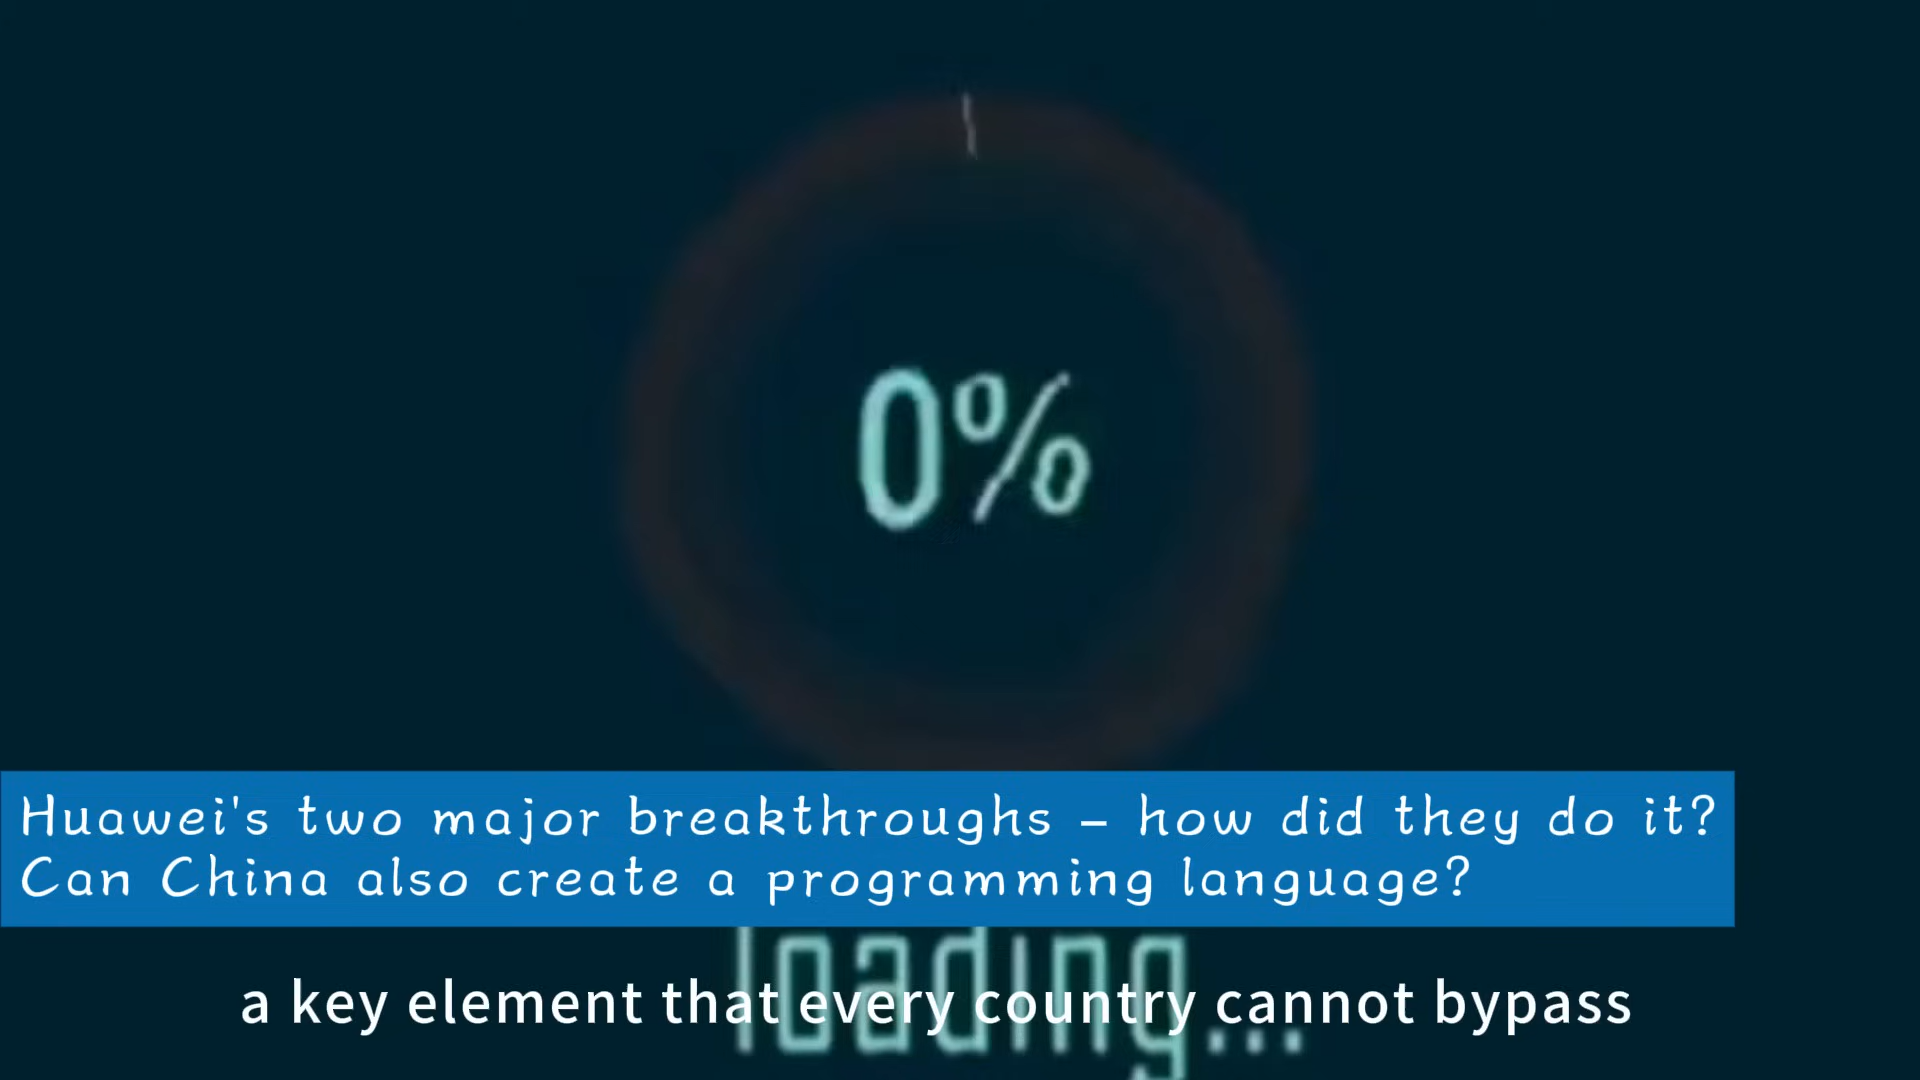 0%
Huawei's two major breakthroughs – how did they do it?
Can China also create a programming language?
loading...
a key element that every country cannot bypass